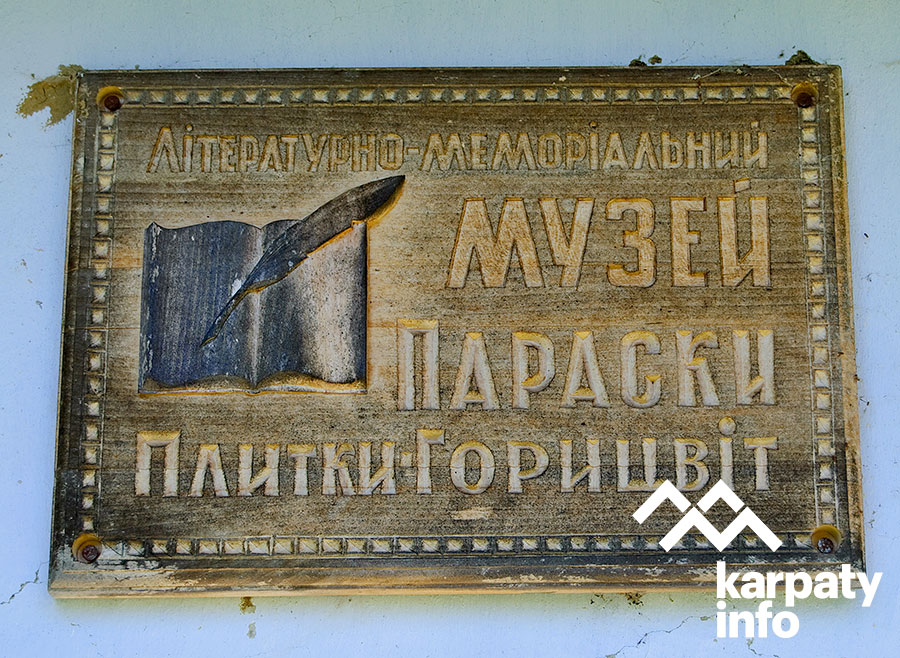 Літературно-меморіальний
МУЗЕЙ
ПАРАСКИ
Плитки-Горицвіт
karpaty
info